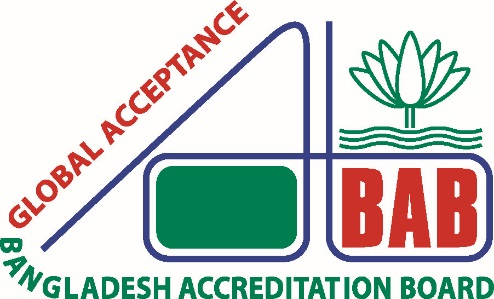 GLOBAL ACCEPTANCE
BAB
BANGLADESH ACCREDITATION BOARD